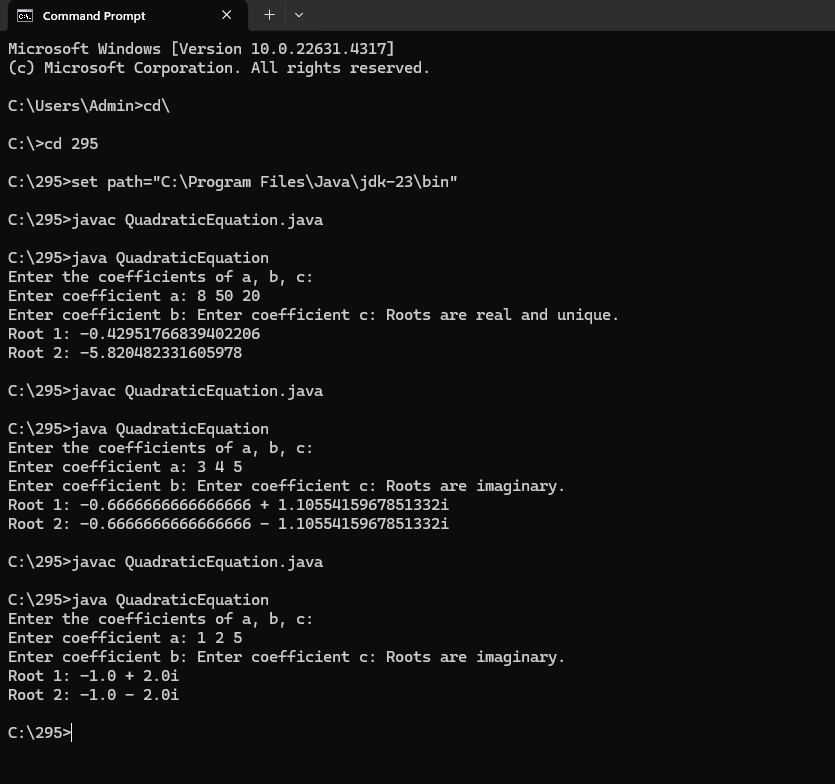 Command Prompt
Microsoft Windows [Version 10.0.22631.4317]
(c) Microsoft Corporation. All rights reserved.
C:\Users\Admin>cd\
C:\>cd 295
C:\295>set path="C:\Program Files\Java\jdk-23\bin"
C:\295>javac QuadraticEquation.java
C:\295>java QuadraticEquation
Enter the coefficients of a, b, c:
Enter coefficient a: 8 50 20
Enter coefficient b: Enter coefficient c: Roots are real and unique.
Root 1: -0.42951766839402206
Root 2: -5.820482331605978
C:\295>javac QuadraticEquation.java
C:\295>java QuadraticEquation
Enter the coefficients of a, b, c:
Enter coefficient a: 3 4 5
Enter coefficient b: Enter coefficient c: Roots are imaginary.
Root 1: -0.6666666666666666 + 1.1055415967851332i
Root 2: -0.6666666666666666 - 1.1055415967851332i
C:\295>javac QuadraticEquation.java
C:\295>java QuadraticEquation
Enter the coefficients of a, b, c:
Enter coefficient a: 1 2 5
Enter coefficient b: Enter coefficient c: Roots are imaginary.
Root 1: -1.0 + 2.0i
Root 2: -1.0 - 2.0i
C:\295>